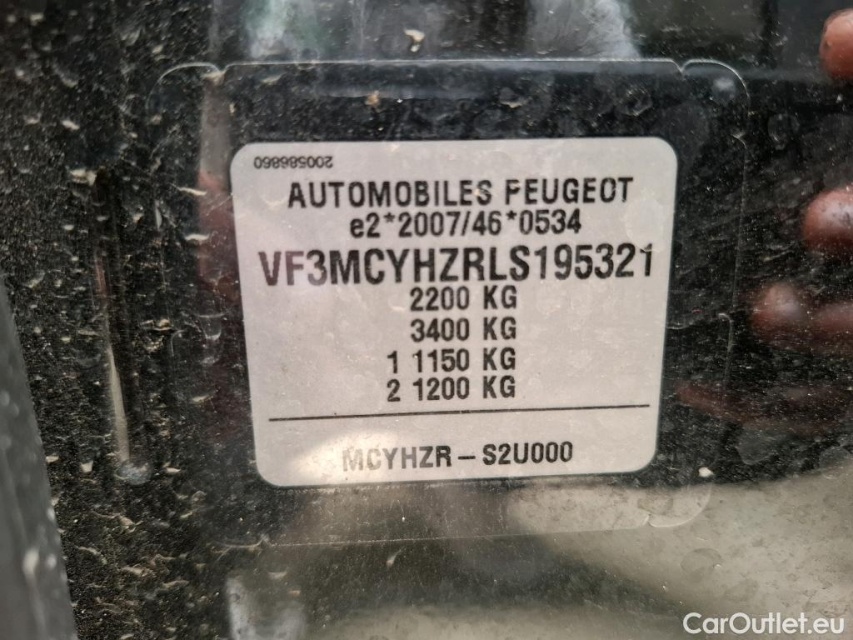 200586860
AUTOMOBILES PEUGEOT
e2*2007/46*0534
VF3MCYHZRLS195321
2200 KG
3400 KG
1 1150 KG
2 1200 KG
MCYHZR – S2U000
CarOutlet.eu